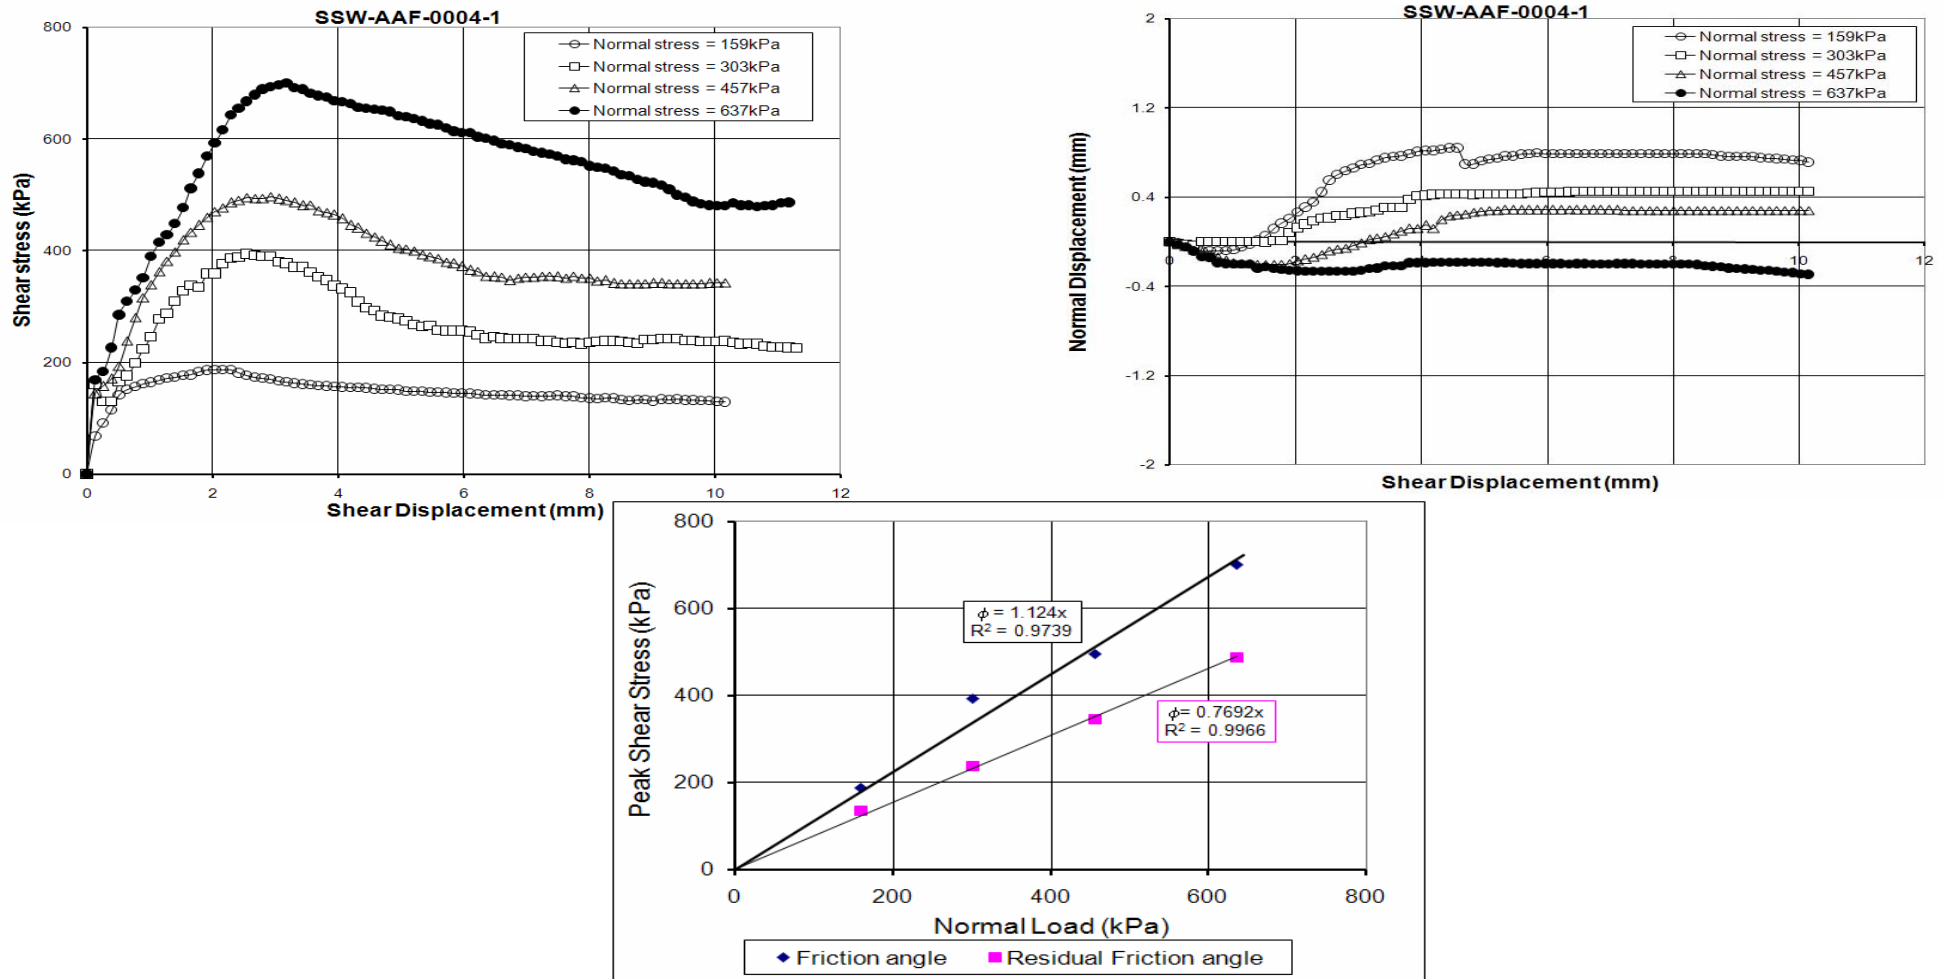 SSW-AAF-0004-1
Normal stress = 159kPa
Normal stress = 303kPa
Normal stress = 457kPa
Normal stress = 637kPa
Shear stress (kPa)
800
600
400
200
0
0 2 4 6 8 10 12
Shear Displacement (mm)
SSW-AAF-0004-1
Normal stress = 159kPa
Normal stress = 303kPa
Normal stress = 457kPa
Normal stress = 637kPa
Normal Displacement (mm)
2
1.2
0.4
-0.4
-1.2
-2
0 2 4 6 8 10 12
Shear Displacement (mm)
Peak Shear Stress (kPa)
800
600
400
200
0
ϕ = 1.124x
R² = 0.9739
ϕ= 0.7692x
R² = 0.9966
0 200 400 600 800
Normal Load (kPa)
Friction angle Residual Friction angle